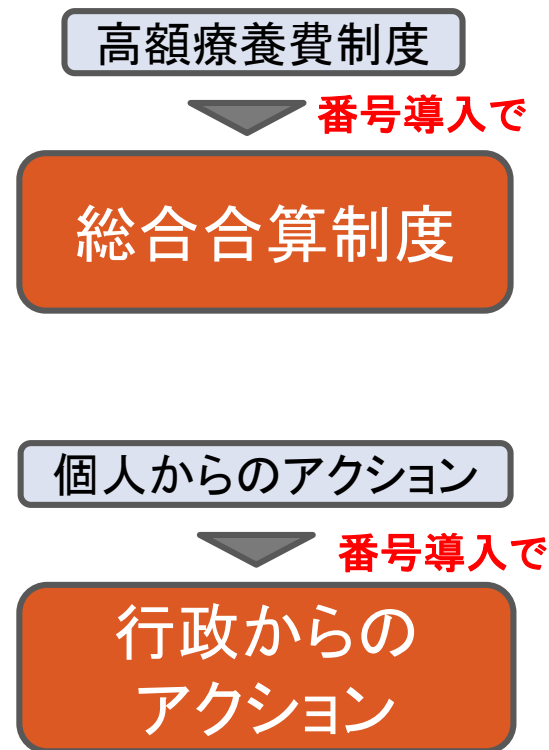 高額療養費制度
番号導入で
総合合算制度
個人からのアクション
番号導入で
行政からの
アクション